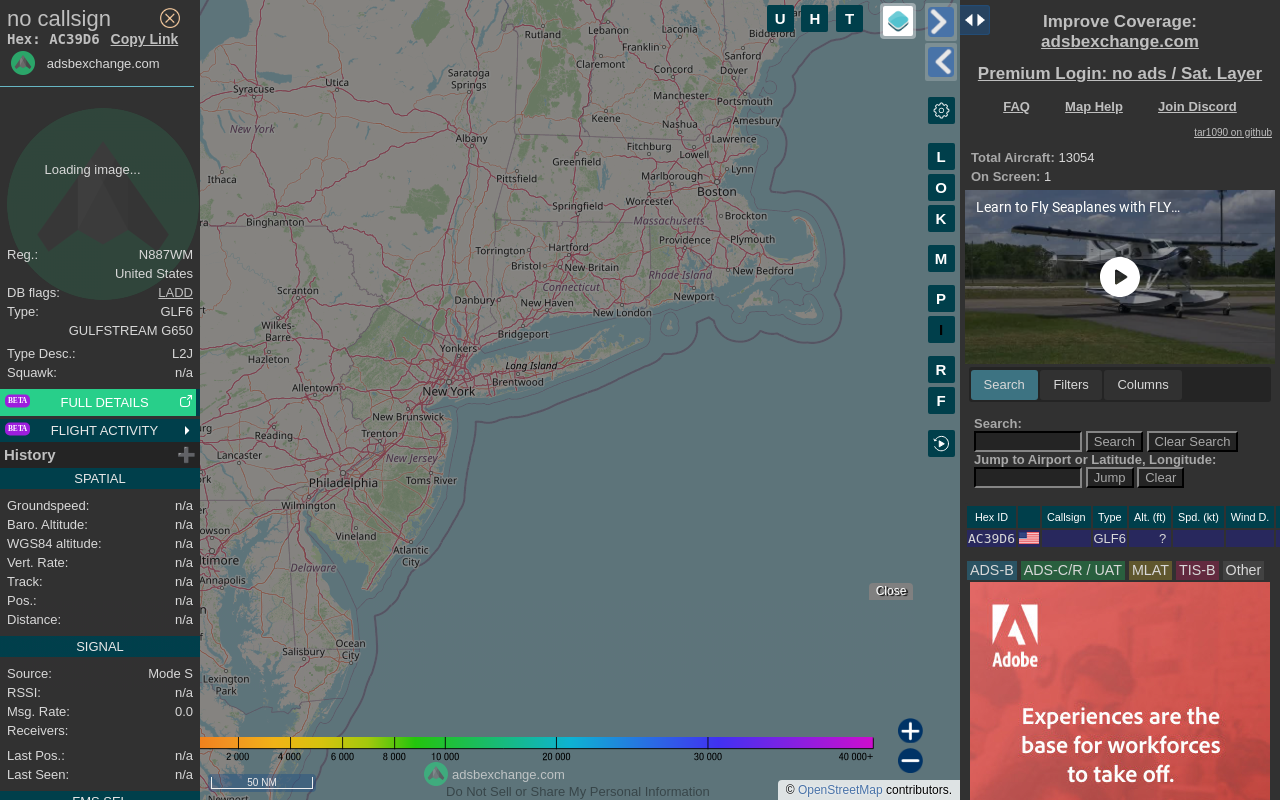 no callsign
Hex: AC39D6 Copy Link
adsbexchange.com
Loading image...
Reg.: N887WM
United States
DB flags: LADD
Type: GLF6
GULFSTREAM G650
Type Desc.: L2J
Squawk: n/a
BETA FULL DETAILS
BETA FLIGHT ACTIVITY
History
SPATIAL
Groundspeed: n/a
Baro. Altitude: n/a
WGS84 altitude: n/a
Vert. Rate: n/a
Track: n/a
Pos.: n/a
Distance: n/a
SIGNAL
Source: Mode S
RSSI: n/a
Msg. Rate: 0.0
Receivers:
Last Pos.: n/a
Last Seen: n/a
FMS SEL
U H T
L
O
K
M
P
I
R
F
Rutland
Lebanon
Laconia
Biddeford
Franklin
Claremont
Sanford
Saratoga
Springs
Concord
Dover
Utica
Syracuse
Manchester
Portsmouth
Keene
Nashua
Amesbury
New York
Albany
Fitchburg
Lawrence
Greenfield
Lowell
Lynn
Ithaca
Pittsfield
Marlborough
Boston
Springfield
Worcester
Binghamton
Massachusetts
Brockton
Hartford
Providence
Plymouth
Torrington
Bristol
New Britain
Rhode Island
New Bedford
Connecticut
Scranton
Danbury
New Haven
Newport
New London
Wilkes-
Barre
Bridgeport
Hazleton
Yonkers
Long Island
Brentwood
Allentown
New York
New Brunswick
Reading
Trenton
Lancaster
New Jersey
Philadelphia
Toms River
Wilmington
Vineland
Atlantic
City
Delaware
Annapolis
Salisbury
Ocean
City
Lexington
Park
Close
2 000 4 000 6 000 8 000 10 000 20 000 30 000 40 000+
adsbexchange.com
50 NM
Do Not Sell or Share My Personal Information
© OpenStreetMap contributors.
Improve Coverage:
adsbexchange.com
Premium Login: no ads / Sat. Layer
FAQ Map Help Join Discord
tar1090 on github
Total Aircraft: 13054
On Screen: 1
Learn to Fly Seaplanes with FLY...
Search Filters Columns
Search:
Search Clear Search
Jump to Airport or Latitude, Longitude:
Jump Clear
Hex ID Callsign Type Alt. (ft) Spd. (kt) Wind D.
AC39D6 GLF6 ?
ADS-B ADS-C/R / UAT MLAT TIS-B Other
Adobe
Experiences are the
base for workforces
to take off.